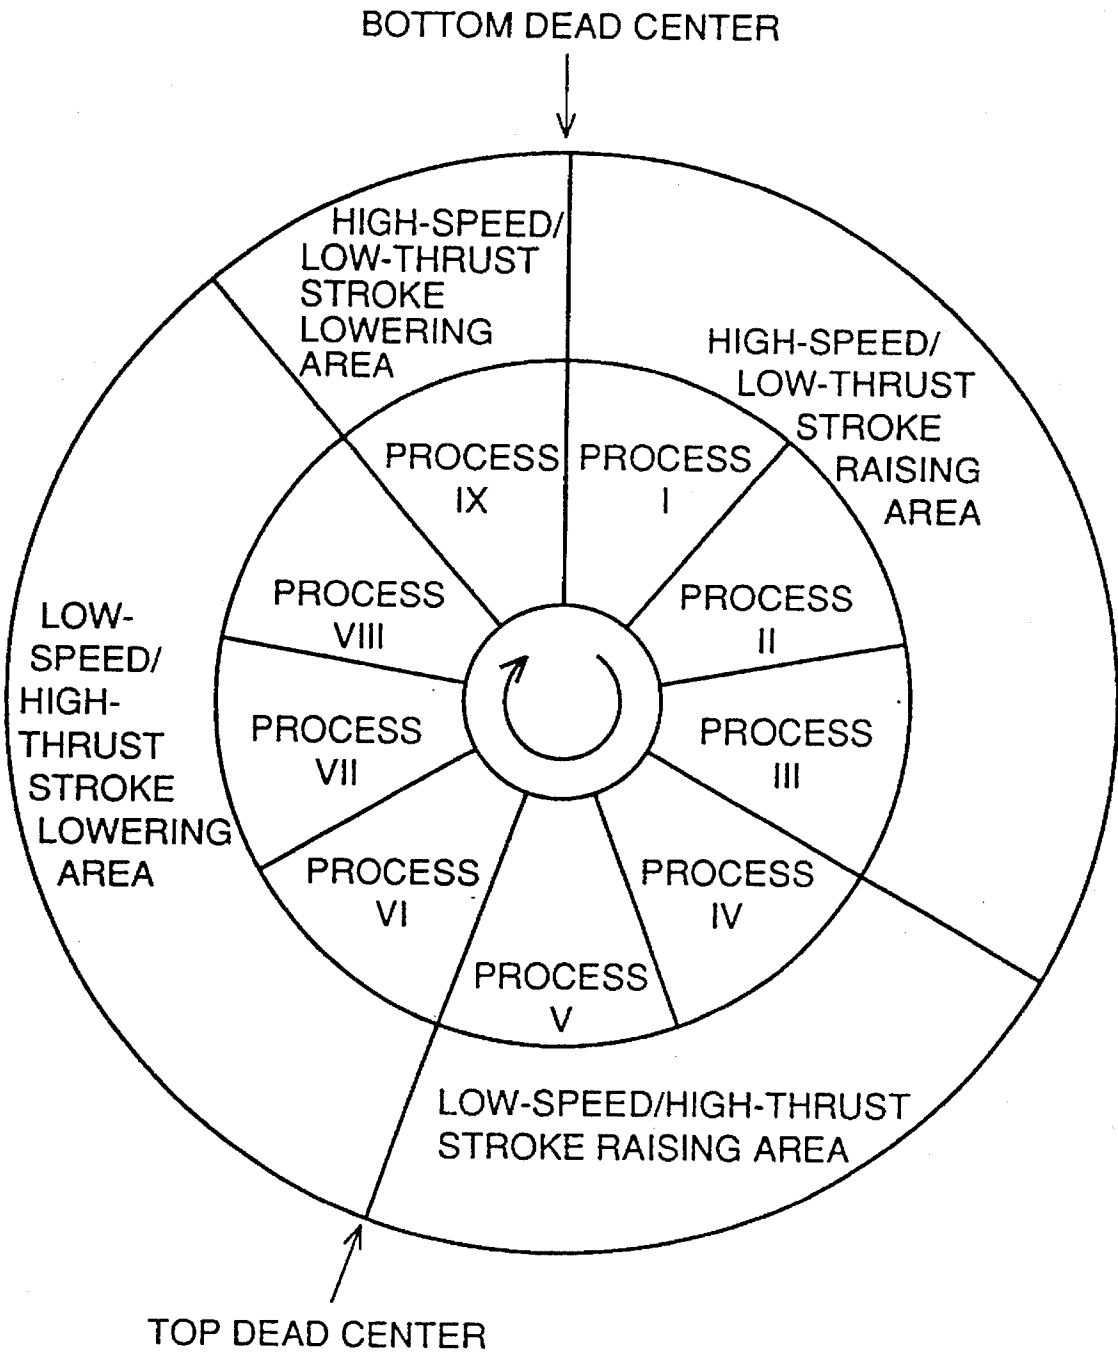 BOTTOM DEAD CENTER
HIGH-SPEED/
LOW-THRUST
STROKE
LOWERING
AREA
HIGH-SPEED/
LOW-THRUST
STROKE
RAISING
AREA
PROCESS
IX
PROCESS
I
PROCESS
VIII
PROCESS
II
LOW-
SPEED/
HIGH-
THRUST
STROKE
LOWERING
AREA
PROCESS
VII
PROCESS
III
PROCESS
VI
PROCESS
IV
PROCESS
V
LOW-SPEED/HIGH-THRUST
STROKE RAISING AREA
TOP DEAD CENTER